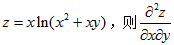 z = x ln(x² + xy)，则 ∂²z/∂x∂y